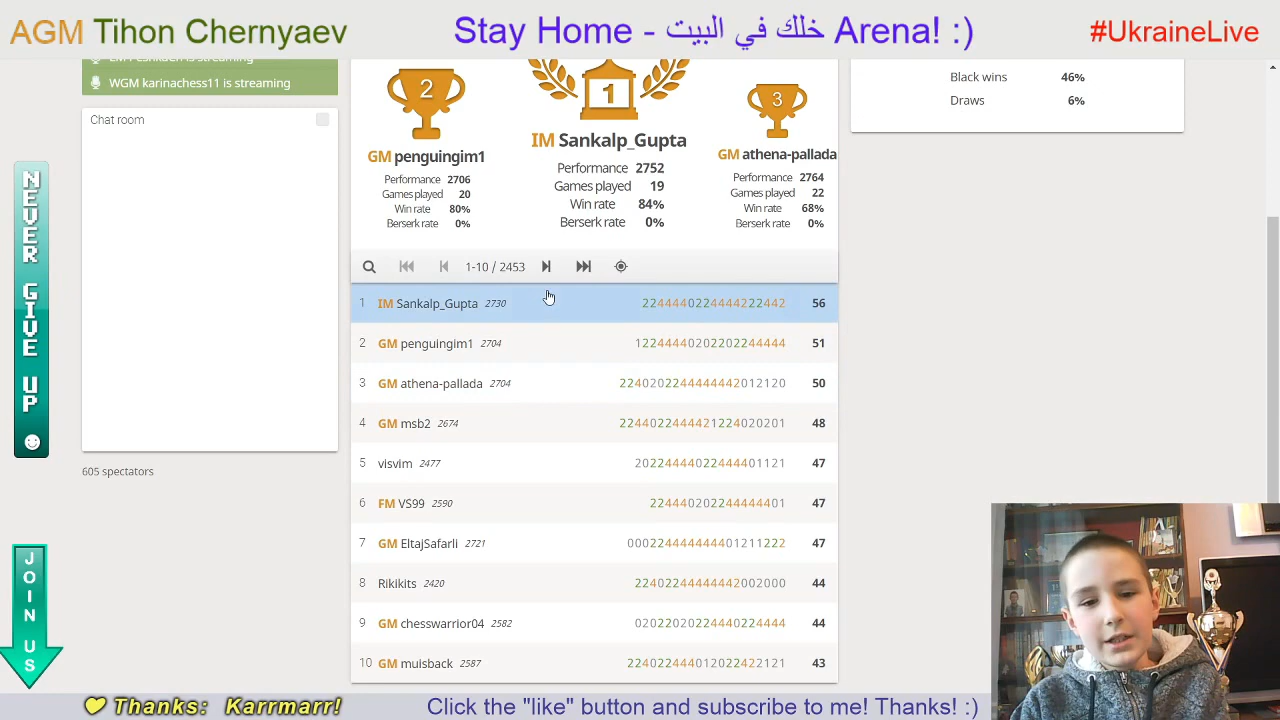 AGM Tihon Chernyaev
Stay Home - خلك في البيت Arena! :)
#UkraineLive
is streaming
WGM karinachess11 is streaming
Chat room
605 spectators
NEVER GIVE UP
JOIN US
2
GM penguingim1
Performance 2706
Games played 20
Win rate 80%
Berserk rate 0%
1
IM Sankalp_Gupta
Performance 2752
Games played 19
Win rate 84%
Berserk rate 0%
3
GM athena-pallada
Performance 2764
Games played 22
Win rate 68%
Berserk rate 0%
Black wins 46%
Draws 6%
1-10 / 2453
1 IM Sankalp_Gupta 2730 2244440224444222442 56
2 GM penguingim1 2704 12244440202202244444 51
3 GM athena-pallada 2704 2240202244444442012120 50
4 GM msb2 2674 2244022444442122402020​1 48
5 visvim 2477 20224444022444401121 47
6 FM VS99 2590 224440202244444401 47
7 GM EltajSafarli 2721 000224444444401211222 47
8 Rikikits 2420 22402244444442002000 44
9 GM chesswarrior04 2582 02022020224440224444 44
10 GM muisback 2587 224022444012022422121 43
Thanks: Karrmarr!
Click the "like" button and subscribe to me! Thanks! :)